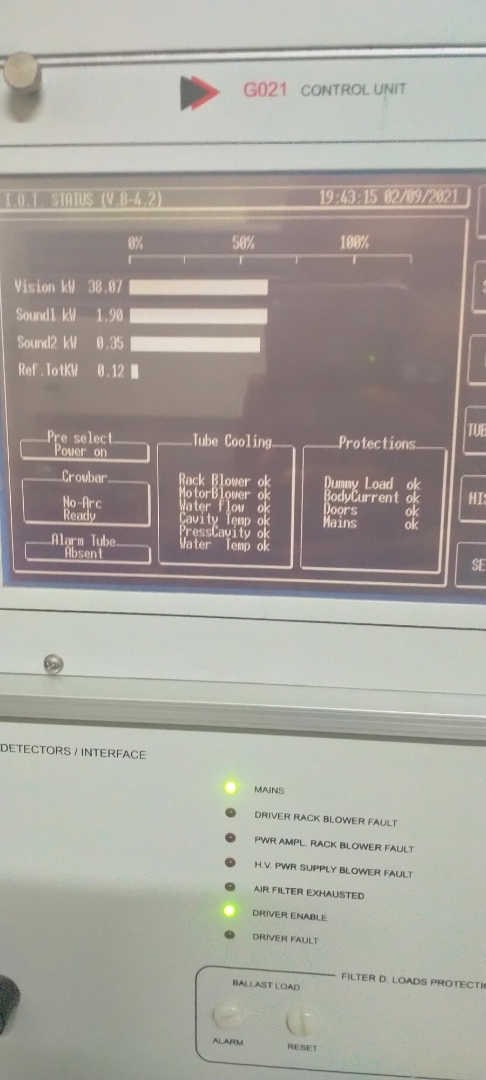 G021 CONTROL UNIT
I.O.T. STATUS (V.B-4.2) 19:43:15 02/09/2021
0% 50% 100%
Vision kW 38.07
Sound1 kW 1.90
Sound2 kW 0.35
Ref.TotKW 0.12
Pre select
Power on
Crowbar
No-Arc
Ready
Alarm Tube
Absent
Tube Cooling
Rack Blower ok
MotorBlower ok
Water Flow ok
Cavity Temp ok
PressCavity ok
Water Temp ok
Protections
Dummy Load ok
BodyCurrent ok
Doors ok
Mains ok
TUB
HIS
SE
DETECTORS / INTERFACE
MAINS
DRIVER RACK BLOWER FAULT
PWR AMPL. RACK BLOWER FAULT
H.V. PWR SUPPLY BLOWER FAULT
AIR FILTER EXHAUSTED
DRIVER ENABLE
DRIVER FAULT
FILTER D. LOADS PROTECTI
BALLAST LOAD
ALARM RESET